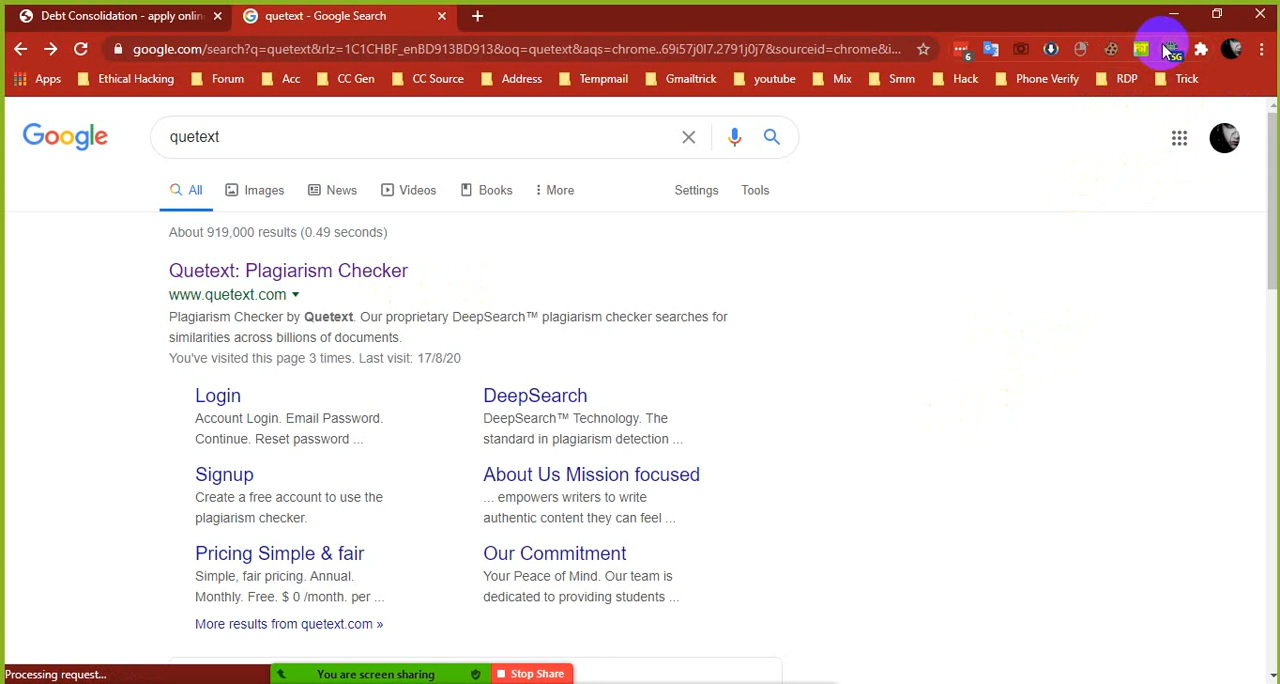 Debt Consolidation - apply onlin
quetext - Google Search
google.com/search?q=quetext&rlz=1C1CHBF_enBD913BD913&oq=quetext&aqs=chrome..69i57j0l7.2791j0j7&sourceid=chrome&i...
6
SG
Apps Ethical Hacking Forum Acc CC Gen CC Source Address Tempmail Gmailtrick youtube Mix Smm Hack Phone Verify RDP Trick
Google
quetext
All Images News Videos Books More Settings Tools
About 919,000 results (0.49 seconds)
Quetext: Plagiarism Checker
www.quetext.com
Plagiarism Checker by Quetext. Our proprietary DeepSearch™ plagiarism checker searches for
similarities across billions of documents.
You've visited this page 3 times. Last visit: 17/8/20
Login
Account Login. Email Password.
Continue. Reset password ...
DeepSearch
DeepSearch™ Technology. The
standard in plagiarism detection ...
Signup
Create a free account to use the
plagiarism checker.
About Us Mission focused
... empowers writers to write
authentic content they can feel ...
Pricing Simple & fair
Simple, fair pricing. Annual.
Monthly. Free. $ 0 /month. per ...
Our Commitment
Your Peace of Mind. Our team is
dedicated to providing students ...
More results from quetext.com »
Processing request...
You are screen sharing
Stop Share